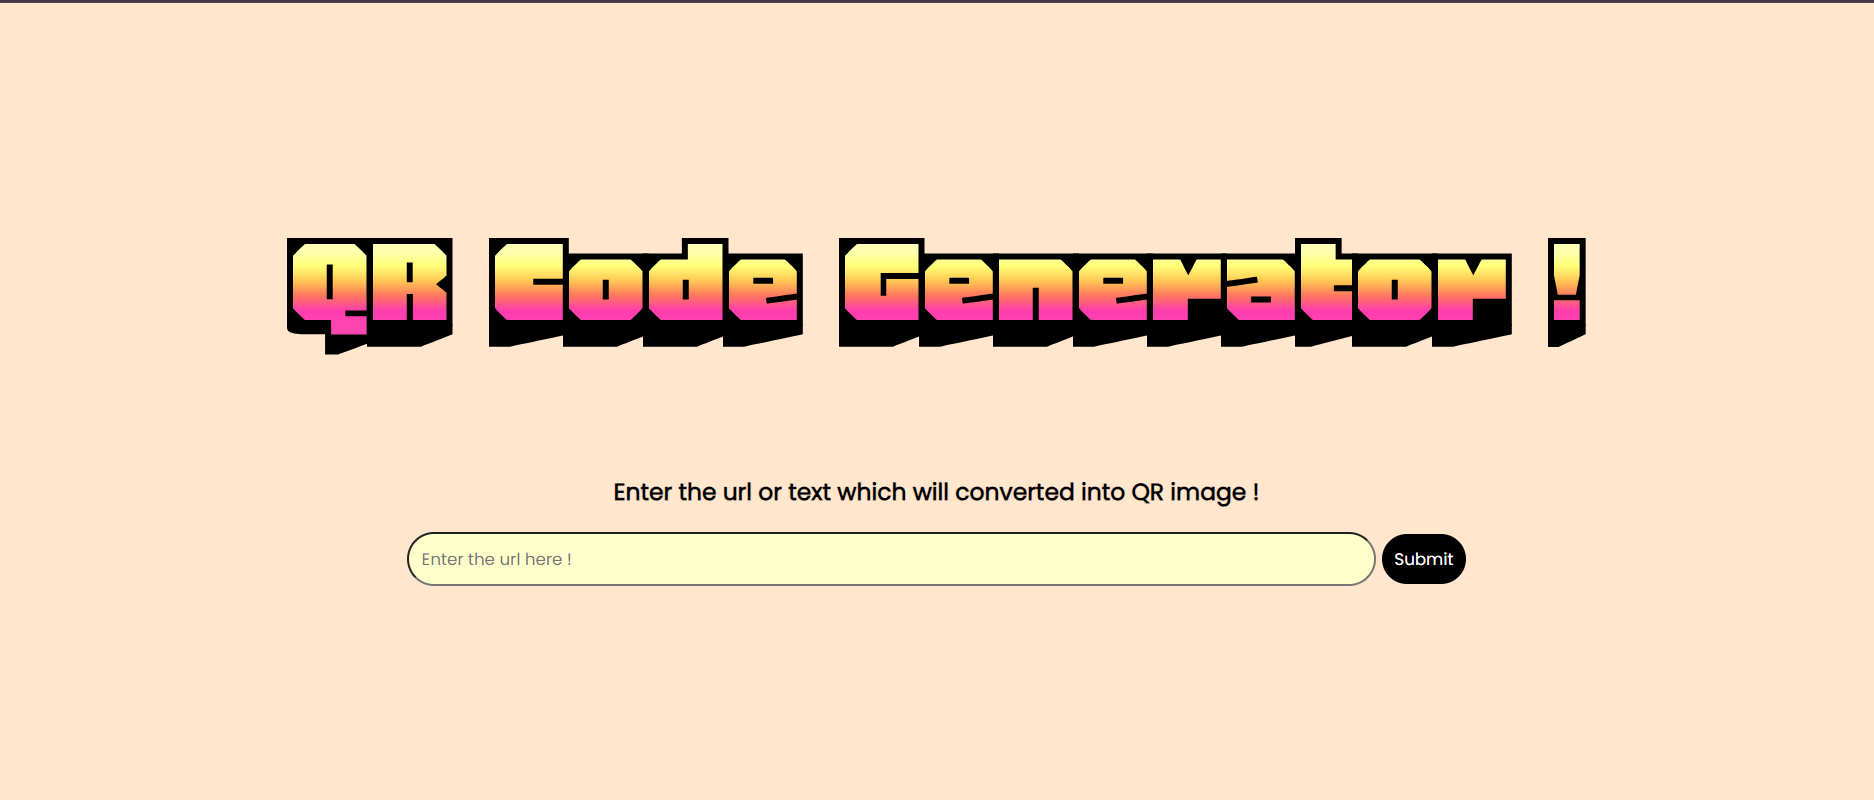 QR Code Generator !
Enter the url or text which will converted into QR image !
Enter the url here !
Submit